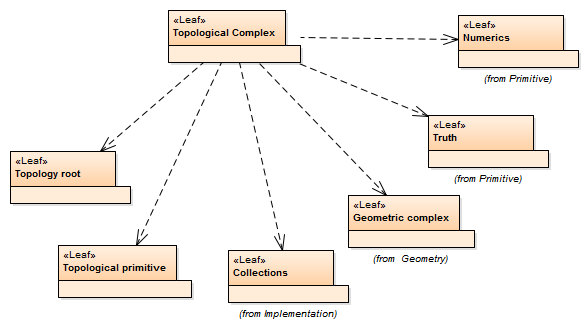 «Leaf»
Topological Complex
«Leaf»
Numerics
(from Primitive)
«Leaf»
Truth
(from Primitive)
«Leaf»
Topology root
«Leaf»
Geometric complex
(from  Geometry)
«Leaf»
Topological primitive
«Leaf»
Collections
(from Implementation)